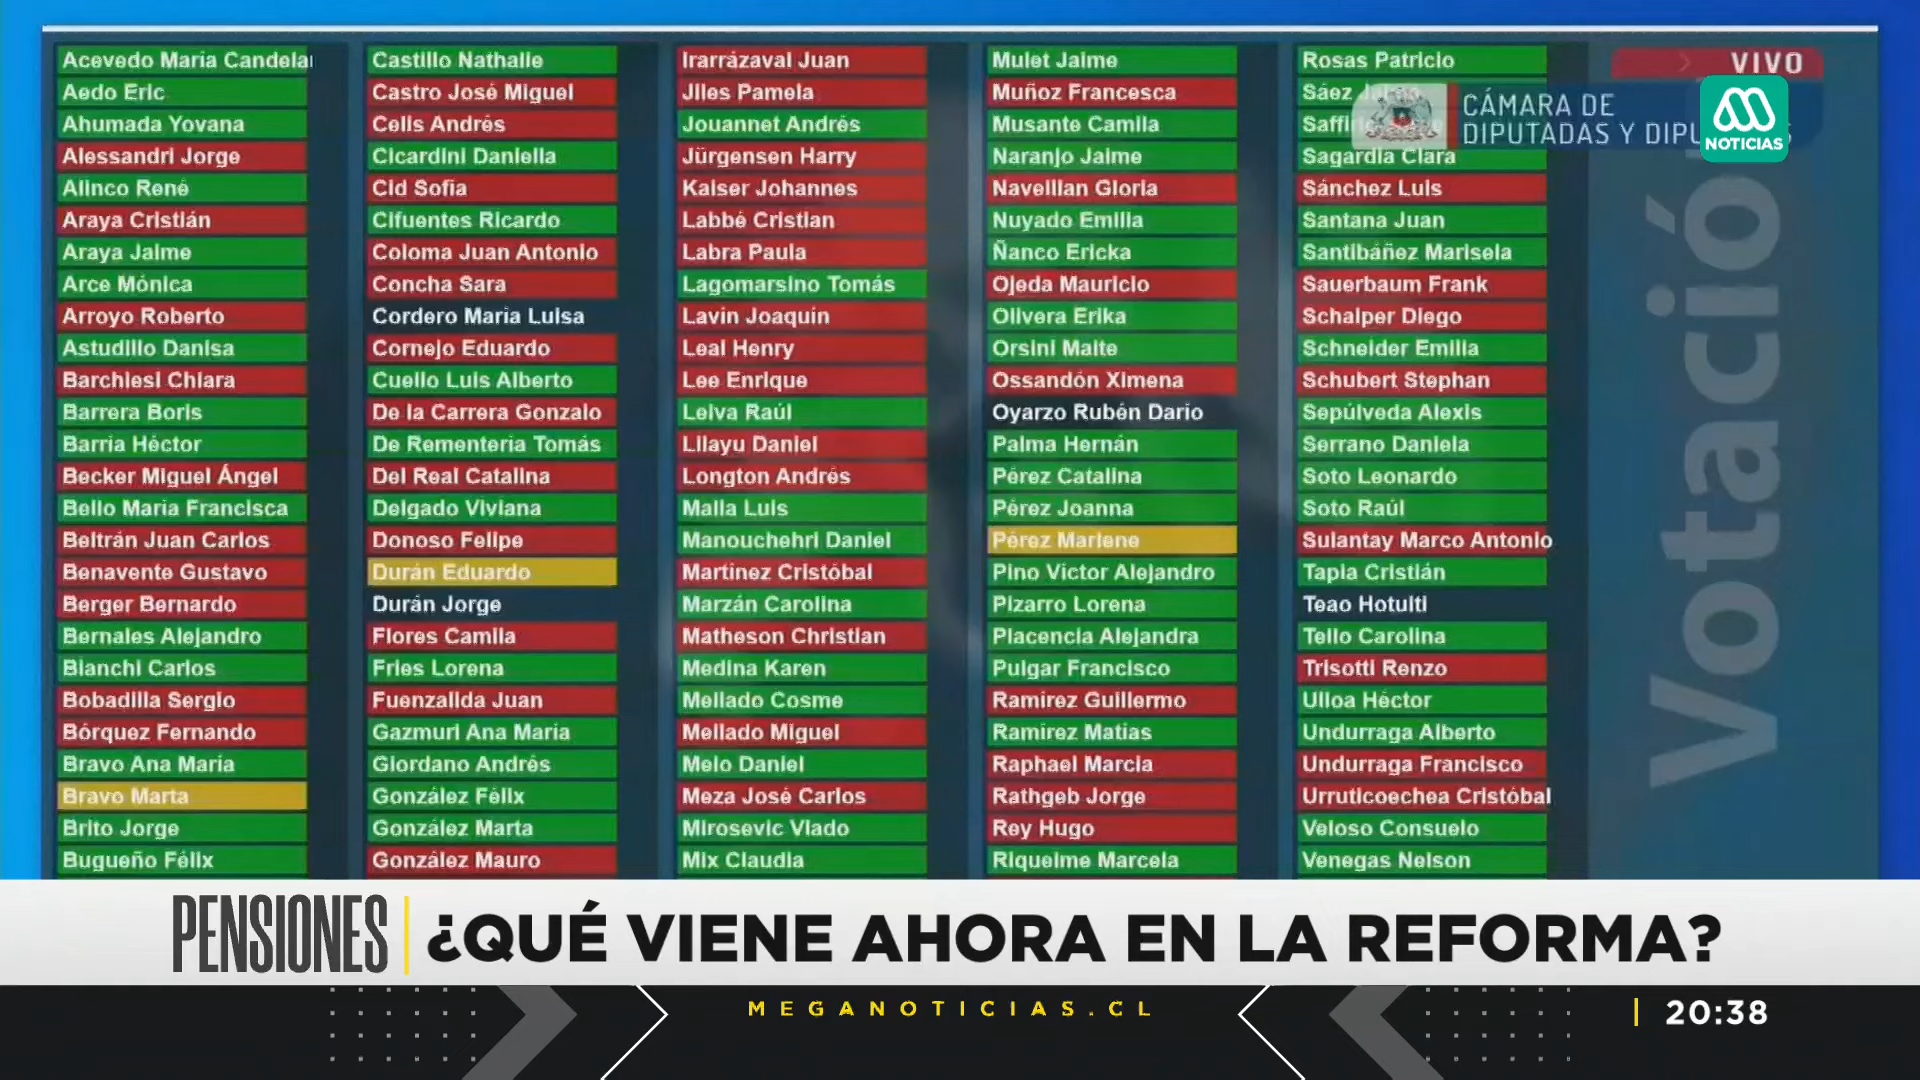 Acevedo María Candelar
Aedo Eric
Ahumada Yovana
Alessandri Jorge
Alinco René
Araya Cristián
Araya Jaime
Arce Mónica
Arroyo Roberto
Astudillo Danisa
Barchiesi Chiara
Barrera Boris
Barría Héctor
Becker Miguel Ángel
Bello María Francisca
Beltrán Juan Carlos
Benavente Gustavo
Berger Bernardo
Bernales Alejandro
Bianchi Carlos
Bobadilla Sergio
Bórquez Fernando
Bravo Ana María
Bravo Marta
Brito Jorge
Bugueño Félix
Castillo Nathalie
Castro José Miguel
Celis Andrés
Cicardini Daniella
Cid Sofía
Cifuentes Ricardo
Coloma Juan Antonio
Concha Sara
Cordero María Luisa
Cornejo Eduardo
Cuello Luis Alberto
De la Carrera Gonzalo
De Rementería Tomás
Del Real Catalina
Delgado Viviana
Donoso Felipe
Durán Eduardo
Durán Jorge
Flores Camila
Fries Lorena
Fuenzalida Juan
Gazmuri Ana María
Giordano Andrés
González Félix
González Marta
González Mauro
Irarrázaval Juan
Jiles Pamela
Jouannet Andrés
Jürgensen Harry
Kaiser Johannes
Labbé Cristian
Labra Paula
Lagomarsino Tomás
Lavín Joaquín
Leal Henry
Lee Enrique
Leiva Raúl
Lilayu Daniel
Longton Andrés
Malla Luis
Manouchehri Daniel
Martínez Cristóbal
Marzán Carolina
Matheson Christian
Medina Karen
Mellado Cosme
Mellado Miguel
Melo Daniel
Meza José Carlos
Mirosevic Vlado
Mix Claudia
Mulet Jaime
Muñoz Francesca
Musante Camila
Naranjo Jaime
Naveillan Gloria
Nuyado Emilia
Ñanco Ericka
Ojeda Mauricio
Olivera Erika
Orsini Maite
Ossandón Ximena
Oyarzo Rubén Darío
Palma Hernán
Pérez Catalina
Pérez Joanna
Pérez Marlene
Pino Víctor Alejandro
Pizarro Lorena
Placencia Alejandra
Pulgar Francisco
Ramírez Guillermo
Ramírez Matías
Raphael Marcia
Rathgeb Jorge
Rey Hugo
Riquelme Marcela
Rosas Patricio
Sáez
Saffi
Sagardía Clara
Sánchez Luis
Santana Juan
Santibáñez Marisela
Sauerbaum Frank
Schalper Diego
Schneider Emilia
Schubert Stephan
Sepúlveda Alexis
Serrano Daniela
Soto Leonardo
Soto Raúl
Sulantay Marco Antonio
Tapia Cristián
Teao Hotuiti
Tello Carolina
Trisotti Renzo
Ulloa Héctor
Undurraga Alberto
Undurraga Francisco
Urruticoechea Cristóbal
Veloso Consuelo
Venegas Nelson
VIVO
CÁMARA DE
DIPUTADAS Y DIPU
NOTICIAS
Votació
PENSIONES
¿QUÉ VIENE AHORA EN LA REFORMA?
MEGANOTICIAS.CL
20:38